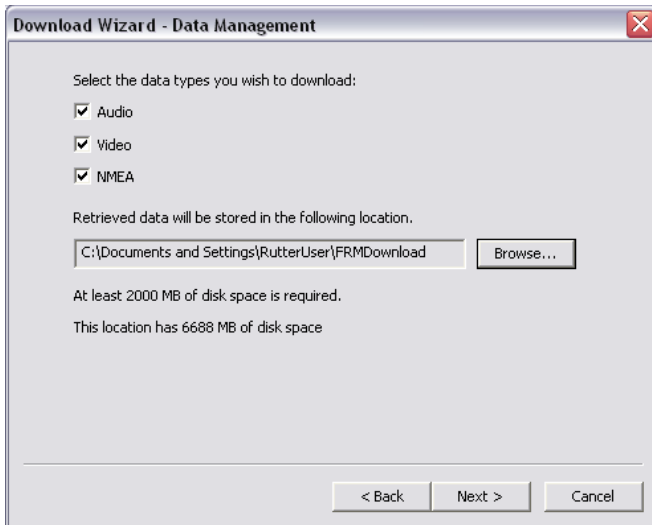 Download Wizard - Data Management
Select the data types you wish to download:
Audio
Video
NMEA
Retrieved data will be stored in the following location.
C:\Documents and Settings\RutterUser\FRMDownload
Browse...
At least 2000 MB of disk space is required.
This location has 6688 MB of disk space
< Back
Next >
Cancel